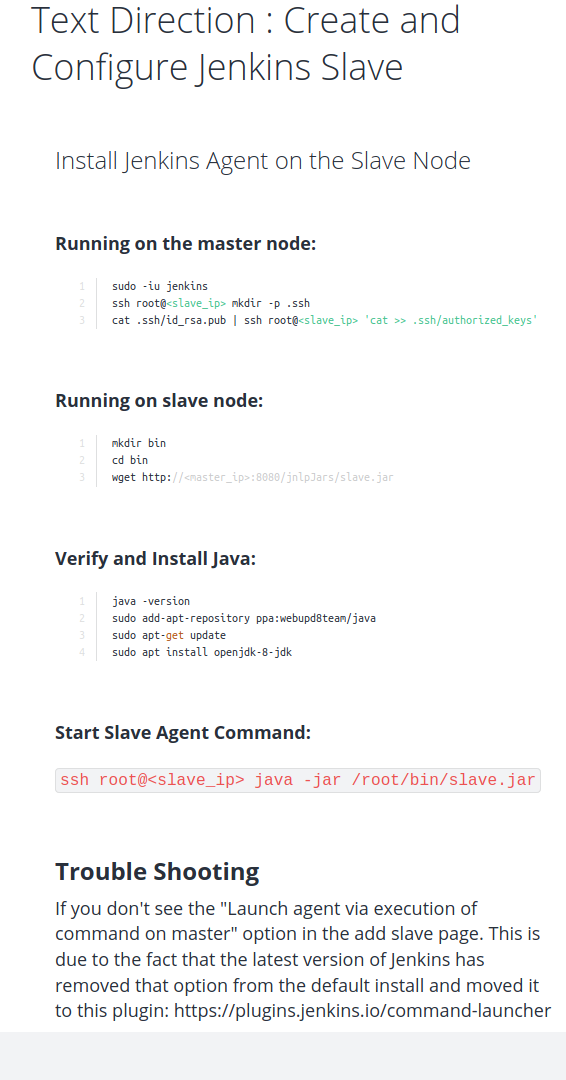 Text Direction : Create and
Configure Jenkins Slave
Install Jenkins Agent on the Slave Node
Running on the master node:
1 sudo -iu jenkins
2 ssh root@<slave_ip> mkdir -p .ssh
3 cat .ssh/id_rsa.pub | ssh root@<slave_ip> 'cat >> .ssh/authorized_keys'
Running on slave node:
1 mkdir bin
2 cd bin
3 wget http://<master_ip>:8080/jnlpJars/slave.jar
Verify and Install Java:
1 java -version
2 sudo add-apt-repository ppa:webupd8team/java
3 sudo apt-get update
4 sudo apt install openjdk-8-jdk
Start Slave Agent Command:
ssh root@<slave_ip> java -jar /root/bin/slave.jar
Trouble Shooting
If you don't see the "Launch agent via execution of
command on master" option in the add slave page. This is
due to the fact that the latest version of Jenkins has
removed that option from the default install and moved it
to this plugin: https://plugins.jenkins.io/command-launcher